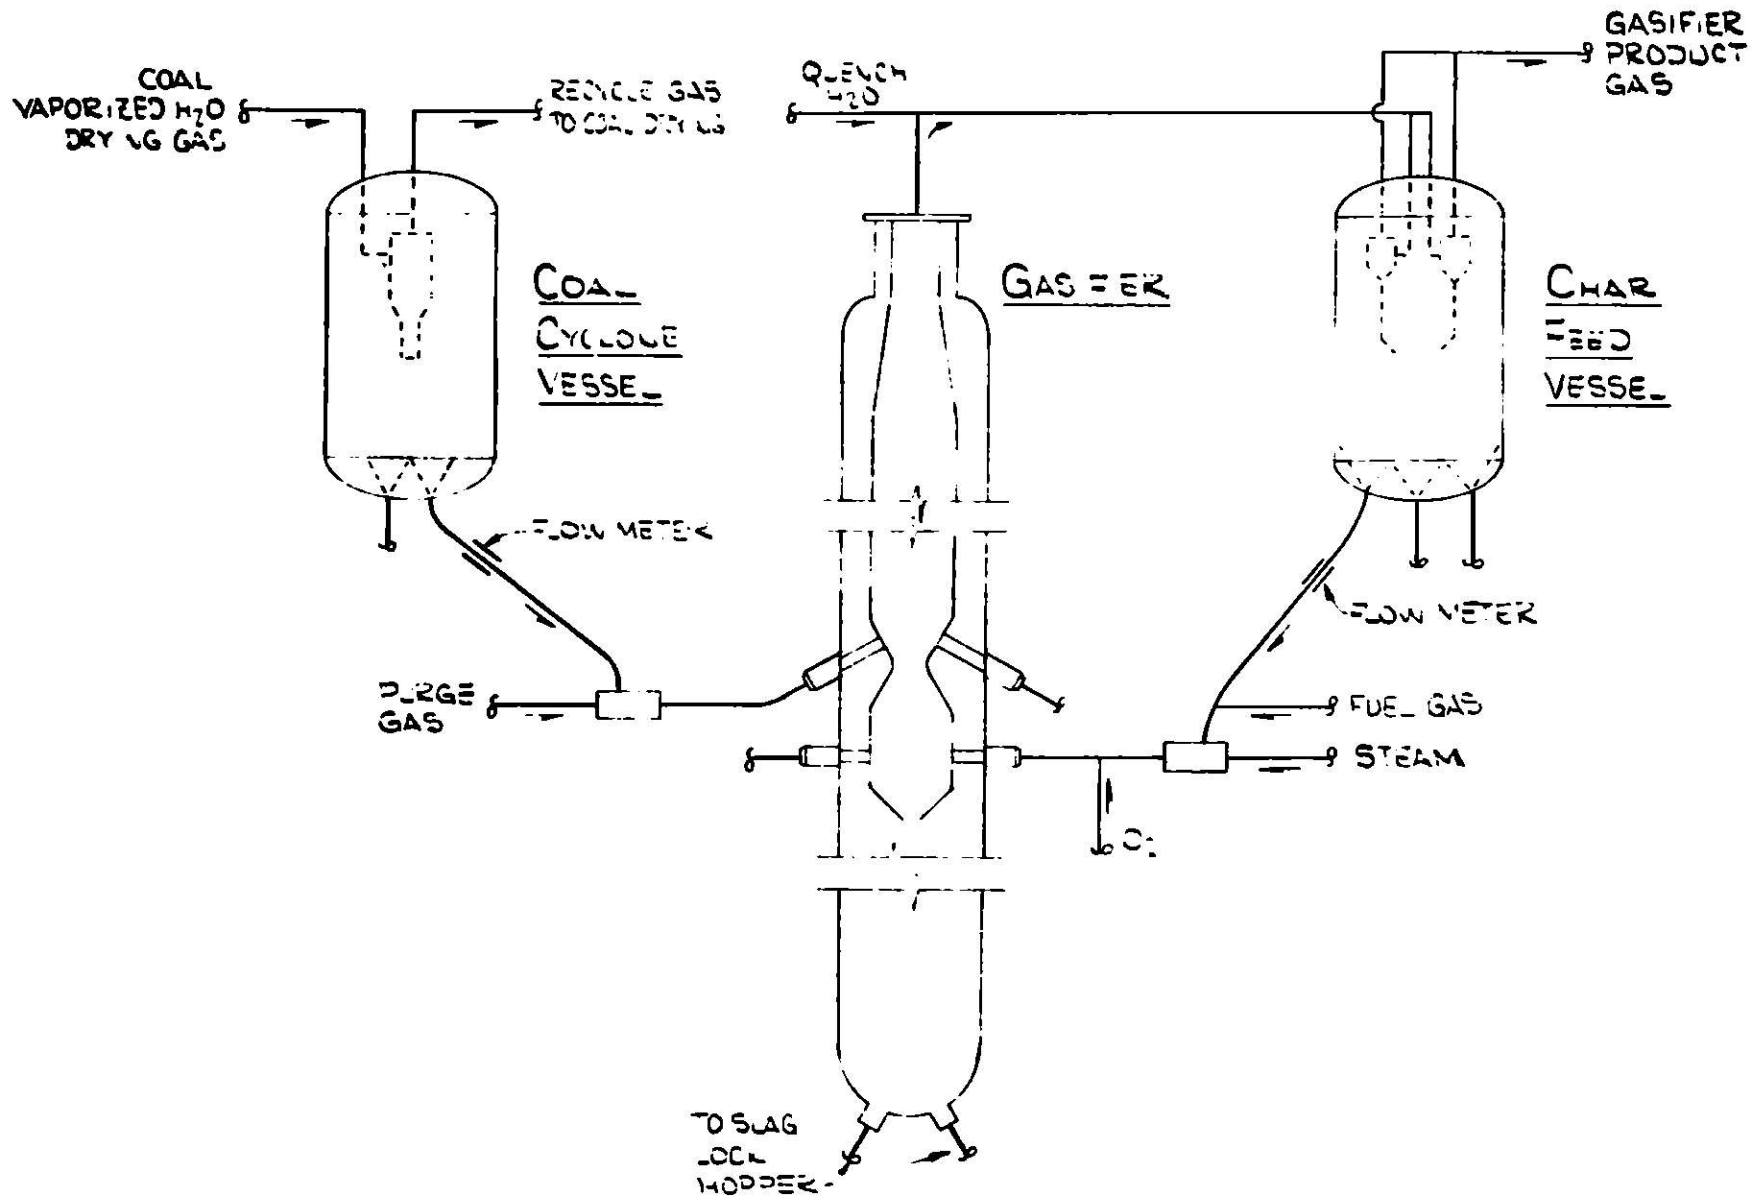 COAL
VAPORIZED H₂O
DRYING GAS
RECYCLE GAS
TO COAL DRYING
QUENCH
H₂O
GASIFIER
PRODUCT
GAS
COAL
CYCLONE
VESSEL
GASIFIER
CHAR
FEED
VESSEL
FLOW METER
FLOW METER
PURGE
GAS
FUEL GAS
STEAM
O₂
TO SLAG
LOCK
HOPPER